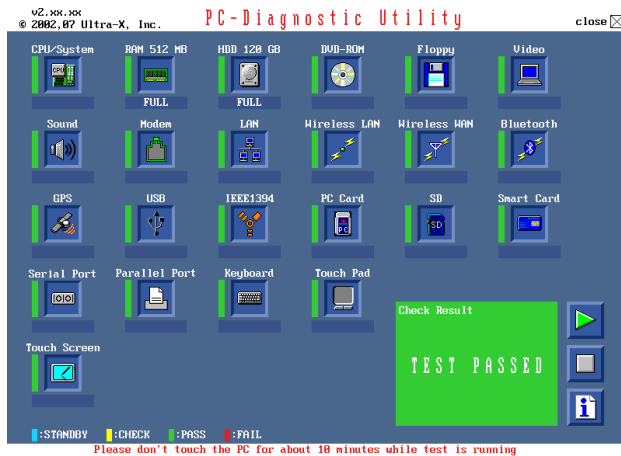 v2.xx.xx
© 2002,07 Ultra-X, Inc.
PC-Diagnostic Utility
close
CPU/System RAM 512 MB HDD 120 GB DVD-ROM Floppy Video
CPU
FULL FULL
Sound Modem LAN Wireless LAN Wireless WAN Bluetooth
GPS USB IEEE1394 PC Card SD Smart Card
PC SD
Serial Port Parallel Port Keyboard Touch Pad
Check Result
TEST PASSED
Touch Screen
:STANDBY :CHECK :PASS :FAIL
Please don't touch the PC for about 10 minutes while test is running